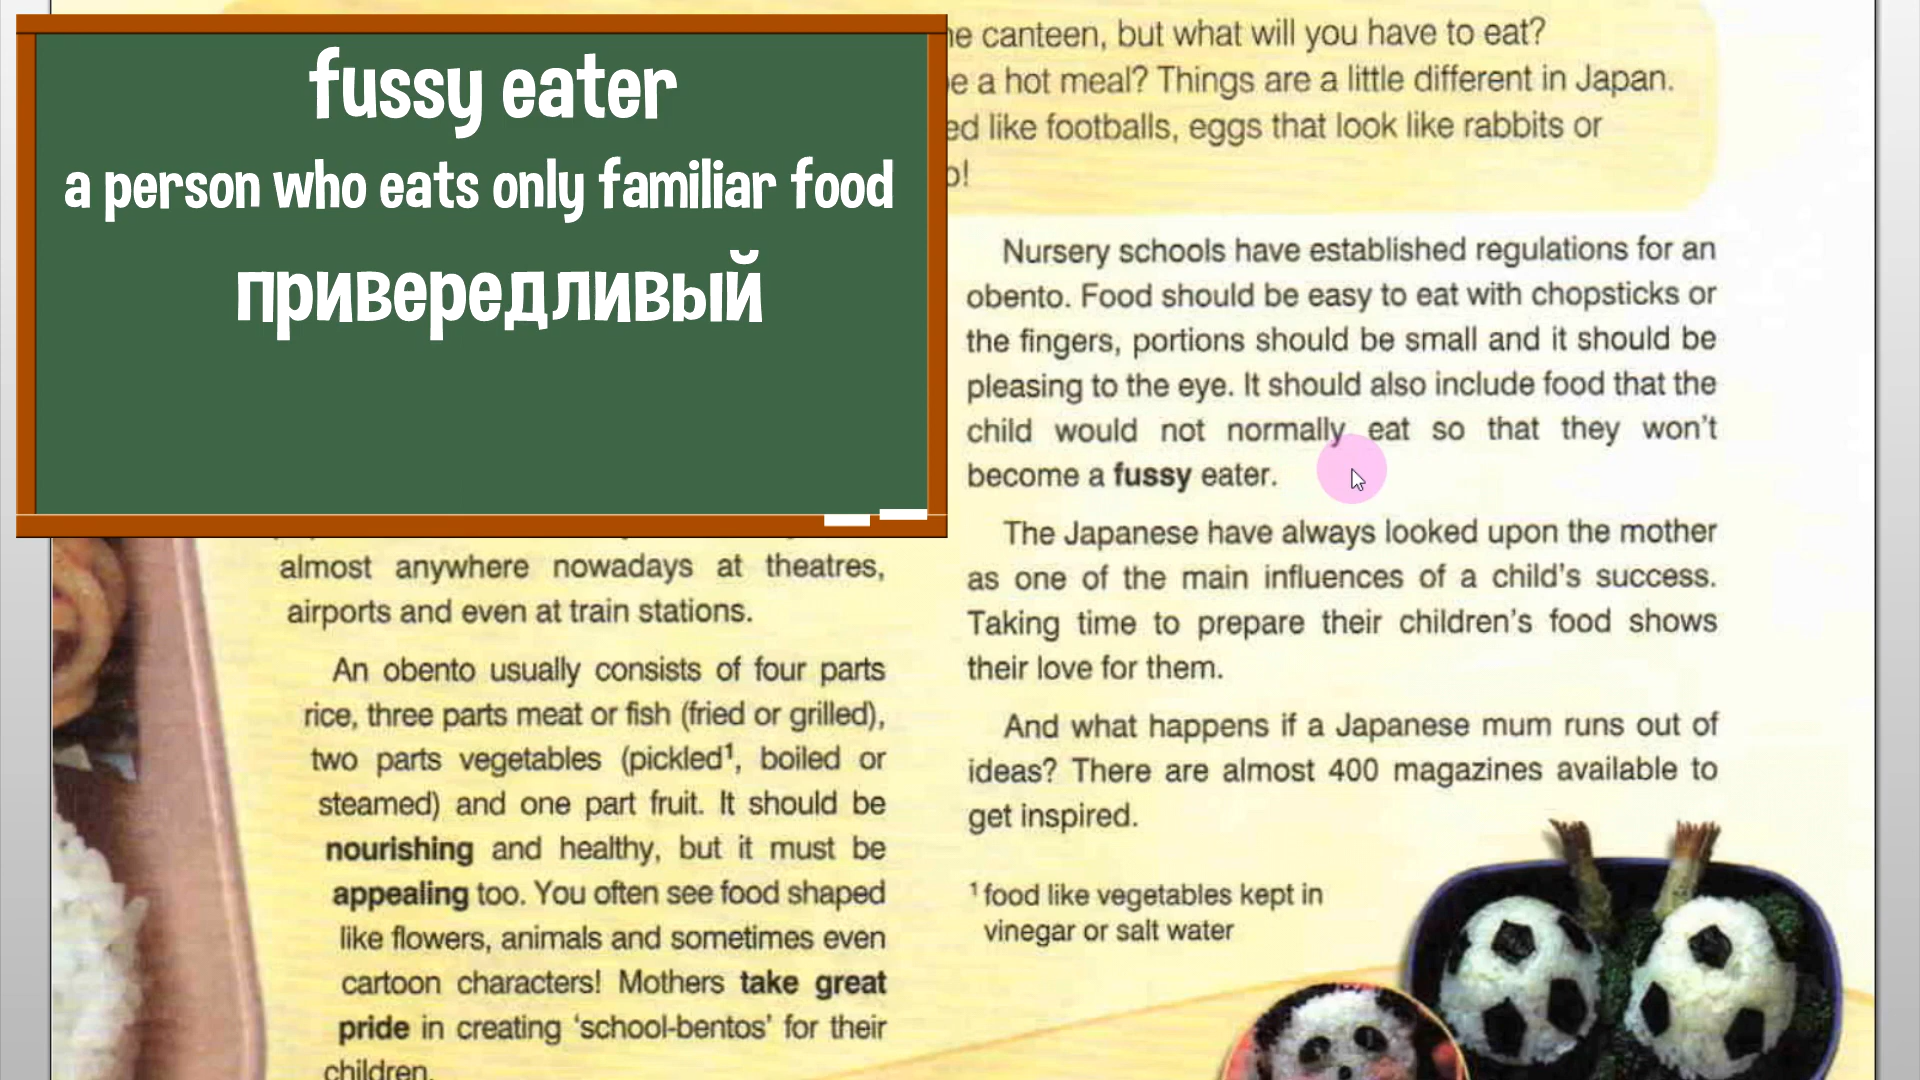 fussy eater
a person who eats only familiar food
привередливый
canteen, but what will you have to eat?
a hot meal? Things are a little different in Japan.
like footballs, eggs that look like rabbits or
Nursery schools have established regulations for an
obento. Food should be easy to eat with chopsticks or
the fingers, portions should be small and it should be
pleasing to the eye. It should also include food that the
child would not normally eat so that they won't
become a fussy eater.
The Japanese have always looked upon the mother
as one of the main influences of a child's success.
Taking time to prepare their children's food shows
their love for them.
And what happens if a Japanese mum runs out of
ideas? There are almost 400 magazines available to
get inspired.
¹ food like vegetables kept in
vinegar or salt water
almost anywhere nowadays at theatres,
airports and even at train stations.
An obento usually consists of four parts
rice, three parts meat or fish (fried or grilled),
two parts vegetables (pickled¹, boiled or
steamed) and one part fruit. It should be
nourishing and healthy, but it must be
appealing too. You often see food shaped
like flowers, animals and sometimes even
cartoon characters! Mothers take great
pride in creating 'school-bentos' for their
children.